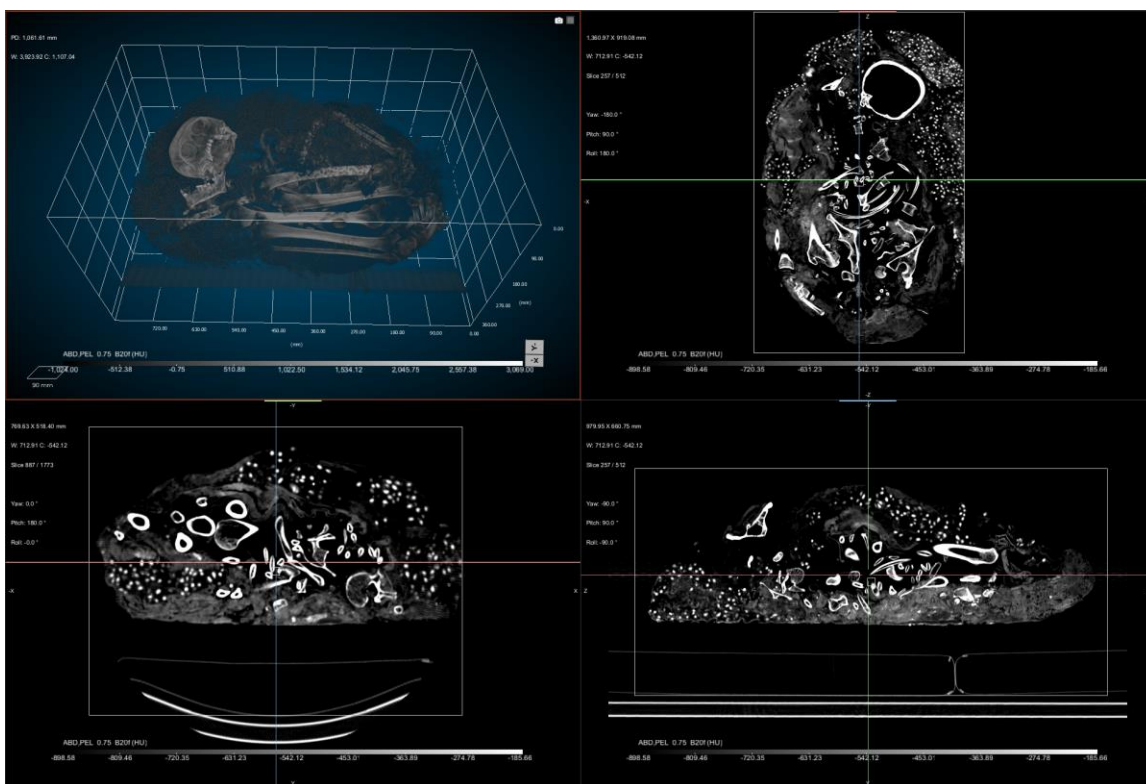 PD: 1,061.61 mm
W: 3,923.92 C: 1,107.04
0.00
90.00
180.00
270.00
360.00
(mm)
720.00 630.00 540.00 450.00 360.00 270.00 180.00 90.00 0.00
(mm)
ABD,PEL 0.75 B20f (HU)
-1,024.00 -512.38 -0.75 510.88 1,022.50 1,534.12 2,045.75 2,557.38 3,069.00
90 mm
-X
Z
1,360.97 X 919.08 mm
W: 712.91 C: -542.12
Slice 257 / 512
Yaw: -180.0 °
Pitch: 90.0 °
Roll: 180.0 °
-X
X
ABD,PEL 0.75 B20f (HU)
-898.58 -809.46 -720.35 -631.23 -542.12 -453.01 -363.89 -274.78 -185.66
-Z
-Y
769.63 X 518.40 mm
W: 712.91 C: -542.12
Slice 887 / 1773
Yaw: 0.0 °
Pitch: 180.0 °
Roll: -0.0 °
-X
X
ABD,PEL 0.75 B20f (HU)
-898.58 -809.46 -720.35 -631.23 -542.12 -453.01 -363.89 -274.78 -185.66
-Y
979.95 X 660.75 mm
W: 712.91 C: -542.12
Slice 257 / 512
Yaw: -90.0 °
Pitch: 90.0 °
Roll: -90.0 °
Z
ABD,PEL 0.75 B20f (HU)
-898.58 -809.46 -720.35 -631.23 -542.12 -453.01 -363.89 -274.78 -185.66